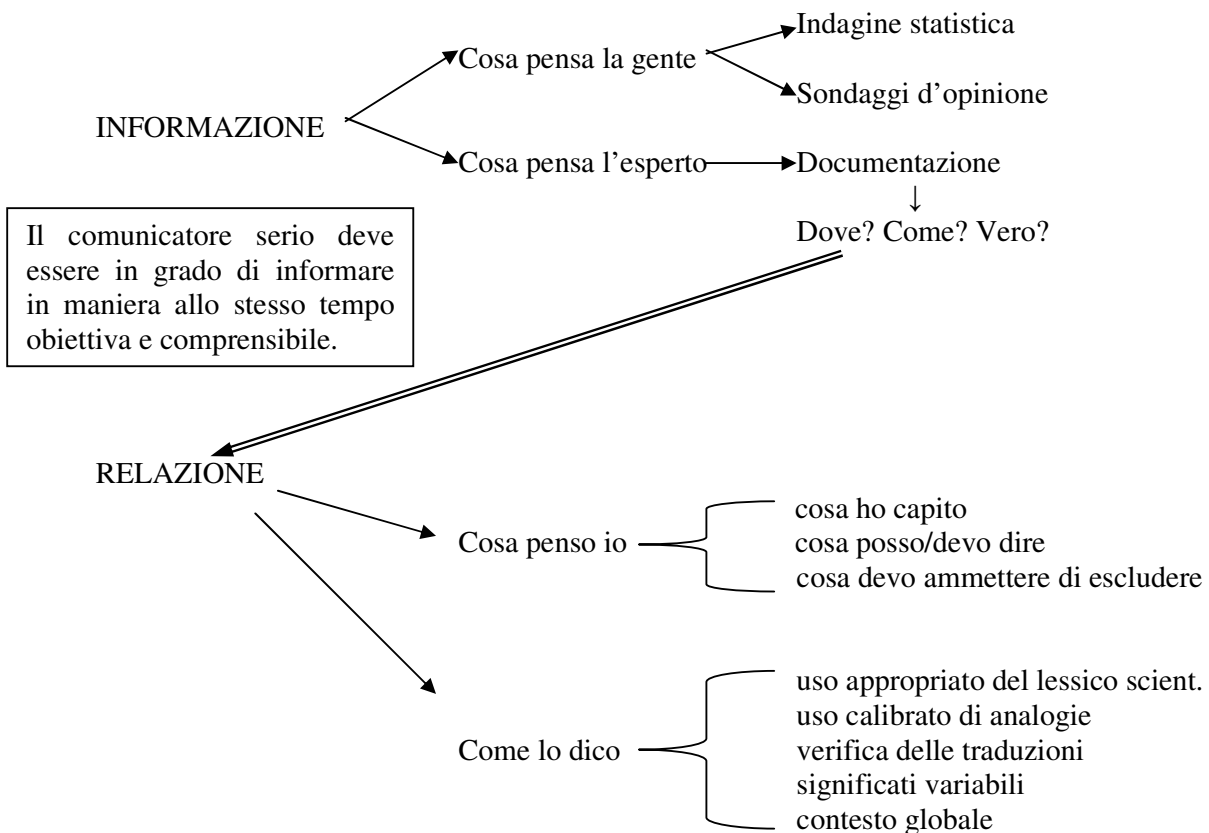 Indagine statistica
Cosa pensa la gente
Sondaggi d'opinione
INFORMAZIONE
Cosa pensa l'esperto
Documentazione
↓
Dove? Come? Vero?
Il comunicatore serio deve
essere in grado di informare
in maniera allo stesso tempo
obiettiva e comprensibile.
RELAZIONE
Cosa penso io
cosa ho capito
cosa posso/devo dire
cosa devo ammettere di escludere
Come lo dico
uso appropriato del lessico scient.
uso calibrato di analogie
verifica delle traduzioni
significati variabili
contesto globale